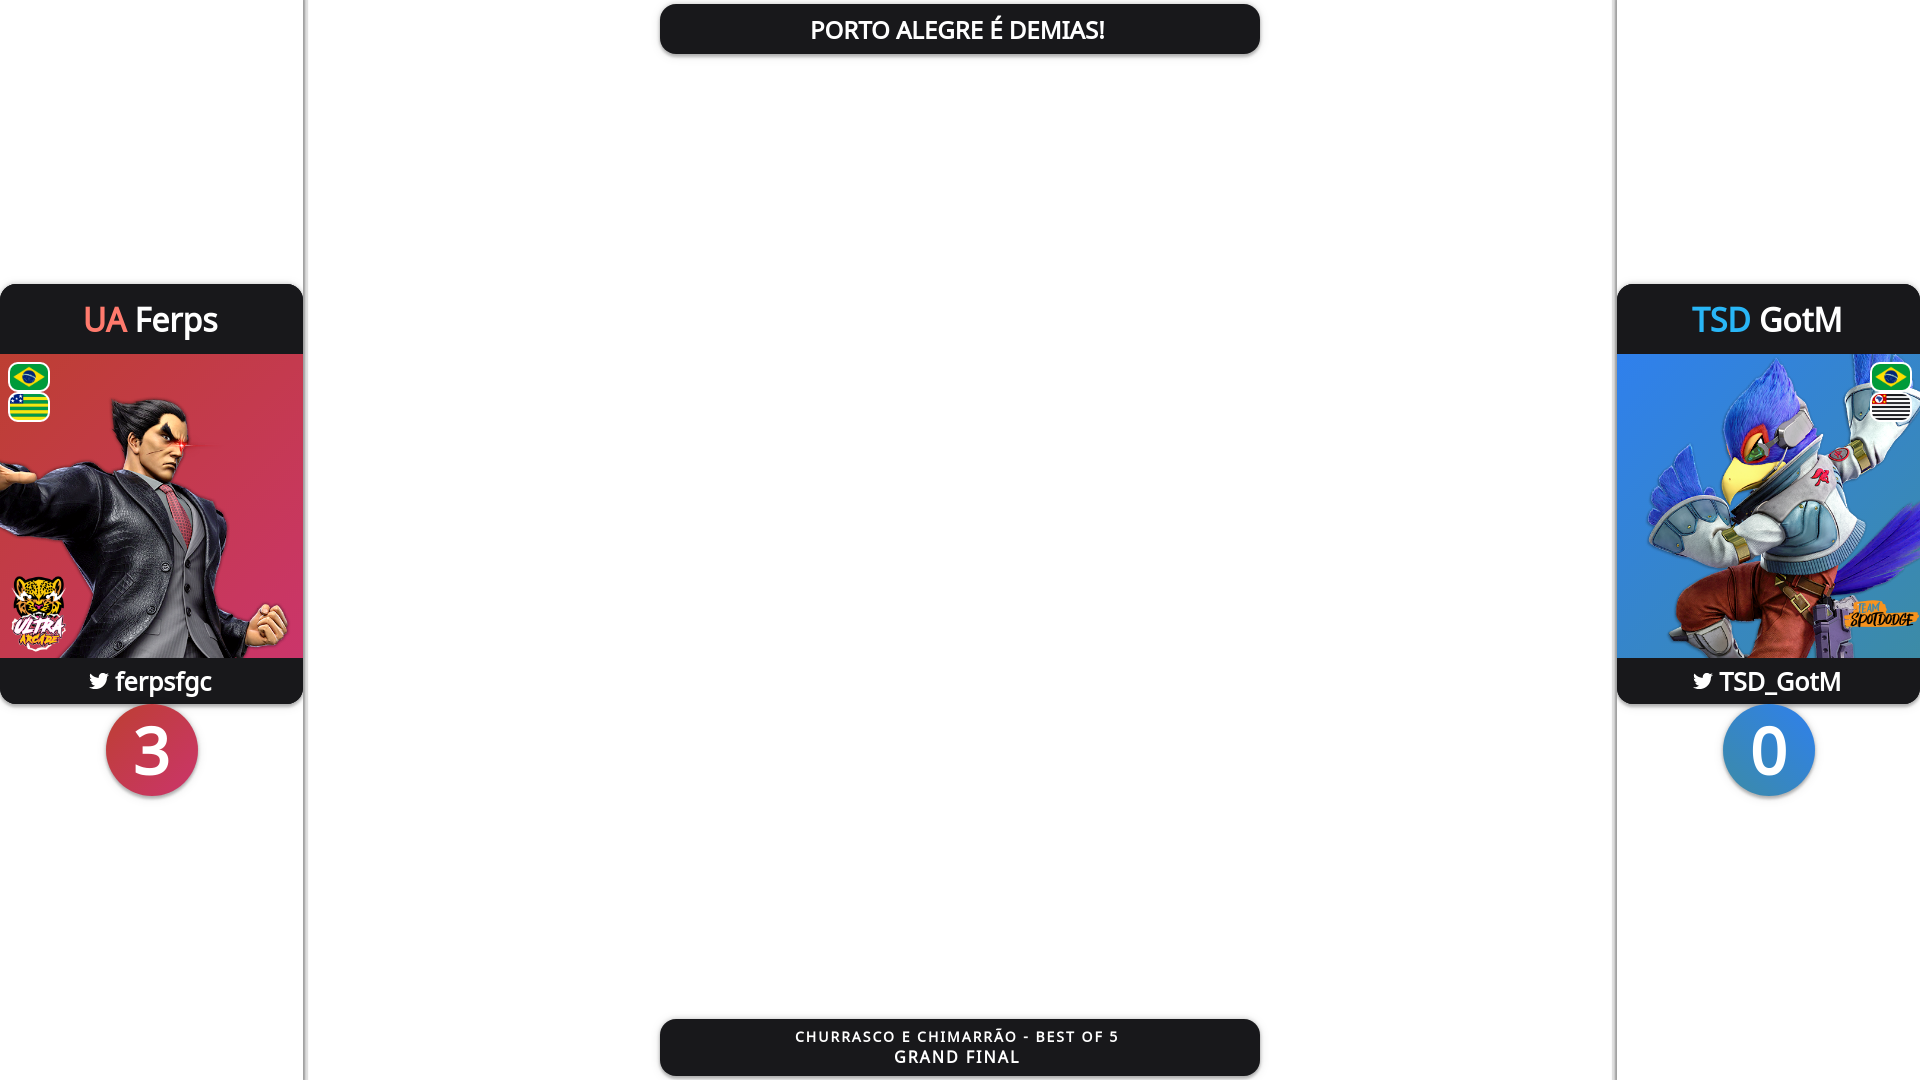 PORTO ALEGRE É DEMIAS!
UA Ferps
ULTRA
ARCADE
ferpsfgc
3
TSD GotM
TEAM
SPOTDODGE
TSD_GotM
0
CHURRASCO E CHIMARRÃO - BEST OF 5
GRAND FINAL